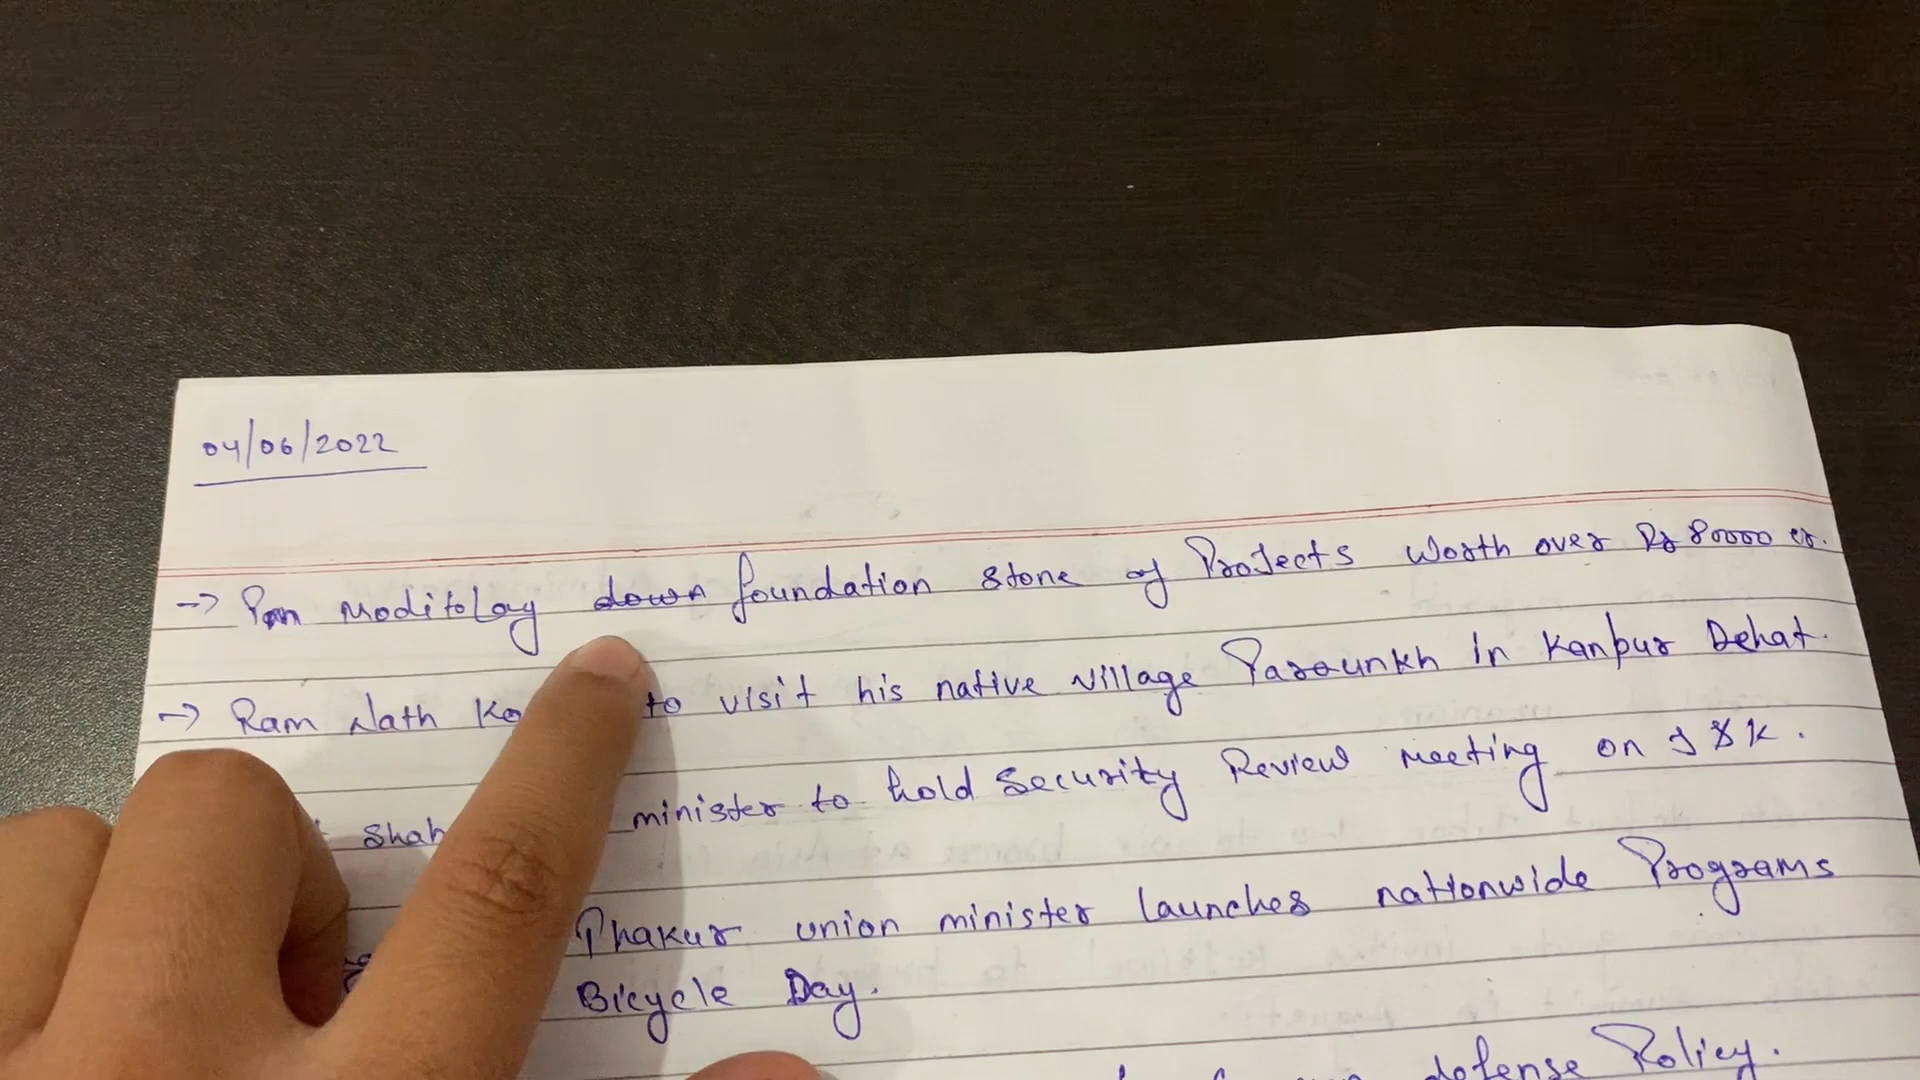 04/06/2022
→ Pm Modi to Lay down foundation stone of Projects worth over Rs 80000 cr.
→ Ram Nath Ko to visit his native village Paraunkh in Kanpur Dehat.
Shah minister to hold Security Review meeting on J & K.
Thakur union minister launches nationwide Programs
Bicycle Day.
defense Policy.